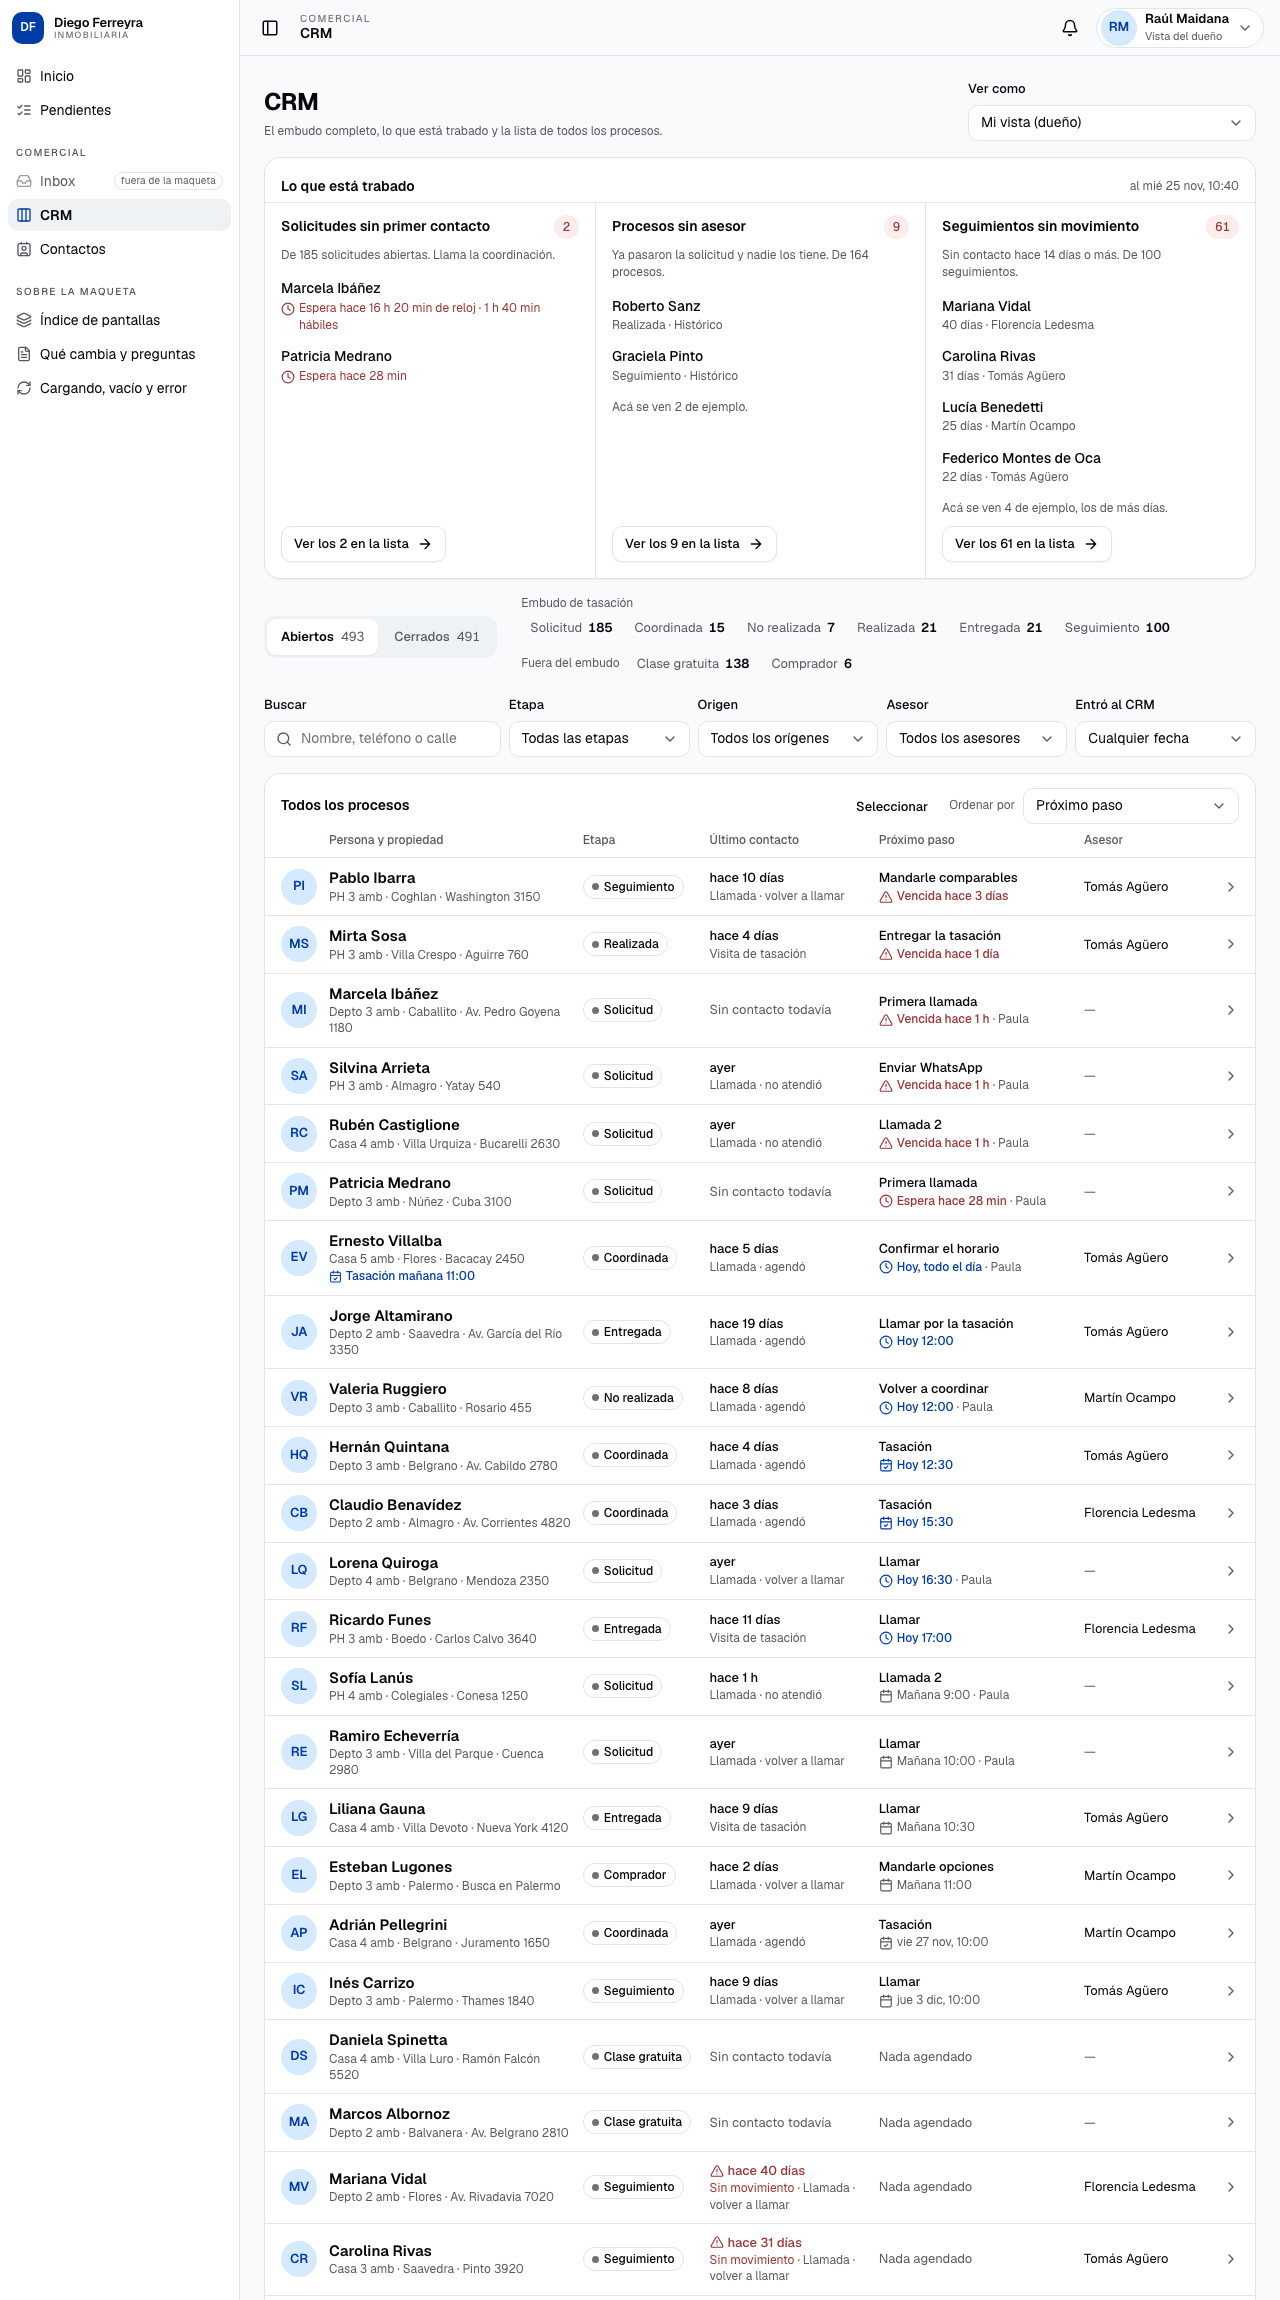 DF
Diego Ferreyra
INMOBILIARIA
Inicio
Pendientes
COMERCIAL
Inbox
fuera de la maqueta
CRM
Contactos
SOBRE LA MAQUETA
Índice de pantallas
Qué cambia y preguntas
Cargando, vacío y error
COMERCIAL
CRM
RM
Raúl Maidana
Vista del dueño
CRM
El embudo completo, lo que está trabado y la lista de todos los procesos.
Ver como
Mi vista (dueño)
Lo que está trabado
al mié 25 nov, 10:40
Solicitudes sin primer contacto
2
De 185 solicitudes abiertas. Llama la coordinación.
Marcela Ibáñez
Espera hace 16 h 20 min de reloj · 1 h 40 min
hábiles
Patricia Medrano
Espera hace 28 min
Ver los 2 en la lista
Procesos sin asesor
9
Ya pasaron la solicitud y nadie los tiene. De 164
procesos.
Roberto Sanz
Realizada · Histórico
Graciela Pinto
Seguimiento · Histórico
Acá se ven 2 de ejemplo.
Ver los 9 en la lista
Seguimientos sin movimiento
61
Sin contacto hace 14 días o más. De 100
seguimientos.
Mariana Vidal
40 días · Florencia Ledesma
Carolina Rivas
31 días · Tomás Agüero
Lucía Benedetti
25 días · Martín Ocampo
Federico Montes de Oca
22 días · Tomás Agüero
Acá se ven 4 de ejemplo, los de más días.
Ver los 61 en la lista
Abiertos 493
Cerrados 491
Embudo de tasación
Solicitud 185 Coordinada 15 No realizada 7 Realizada 21 Entregada 21 Seguimiento 100
Fuera del embudo Clase gratuita 138 Comprador 6
Buscar
Nombre, teléfono o calle
Etapa
Todas las etapas
Origen
Todos los orígenes
Asesor
Todos los asesores
Entró al CRM
Cualquier fecha
Todos los procesos
Seleccionar
Ordenar por
Próximo paso
Persona y propiedad Etapa Último contacto Próximo paso Asesor
PI
Pablo Ibarra
PH 3 amb · Coghlan · Washington 3150
Seguimiento
hace 10 días
Llamada · volver a llamar
Mandarle comparables
Vencida hace 3 días
Tomás Agüero
MS
Mirta Sosa
PH 3 amb · Villa Crespo · Aguirre 760
Realizada
hace 4 días
Visita de tasación
Entregar la tasación
Vencida hace 1 día
Tomás Agüero
MI
Marcela Ibáñez
Depto 3 amb · Caballito · Av. Pedro Goyena
1180
Solicitud
Sin contacto todavía
Primera llamada
Vencida hace 1 h · Paula
—
SA
Silvina Arrieta
PH 3 amb · Almagro · Yatay 540
Solicitud
ayer
Llamada · no atendió
Enviar WhatsApp
Vencida hace 1 h · Paula
—
RC
Rubén Castiglione
Casa 4 amb · Villa Urquiza · Bucarelli 2630
Solicitud
ayer
Llamada · no atendió
Llamada 2
Vencida hace 1 h · Paula
—
PM
Patricia Medrano
Depto 3 amb · Núñez · Cuba 3100
Solicitud
Sin contacto todavía
Primera llamada
Espera hace 28 min · Paula
—
EV
Ernesto Villalba
Casa 5 amb · Flores · Bacacay 2450
Tasación mañana 11:00
Coordinada
hace 5 días
Llamada · agendó
Confirmar el horario
Hoy, todo el día · Paula
Tomás Agüero
JA
Jorge Altamirano
Depto 2 amb · Saavedra · Av. García del Río
3350
Entregada
hace 19 días
Llamada · agendó
Llamar por la tasación
Hoy 12:00
Tomás Agüero
VR
Valeria Ruggiero
Depto 3 amb · Caballito · Rosario 455
No realizada
hace 8 días
Llamada · agendó
Volver a coordinar
Hoy 12:00 · Paula
Martín Ocampo
HQ
Hernán Quintana
Depto 3 amb · Belgrano · Av. Cabildo 2780
Coordinada
hace 4 días
Llamada · agendó
Tasación
Hoy 12:30
Tomás Agüero
CB
Claudio Benavídez
Depto 2 amb · Almagro · Av. Corrientes 4820
Coordinada
hace 3 días
Llamada · agendó
Tasación
Hoy 15:30
Florencia Ledesma
LQ
Lorena Quiroga
Depto 4 amb · Belgrano · Mendoza 2350
Solicitud
ayer
Llamada · volver a llamar
Llamar
Hoy 16:30 · Paula
—
RF
Ricardo Funes
PH 3 amb · Boedo · Carlos Calvo 3640
Entregada
hace 11 días
Visita de tasación
Llamar
Hoy 17:00
Florencia Ledesma
SL
Sofía Lanús
PH 4 amb · Colegiales · Conesa 1250
Solicitud
hace 1 h
Llamada · no atendió
Llamada 2
Mañana 9:00 · Paula
—
RE
Ramiro Echeverría
Depto 3 amb · Villa del Parque · Cuenca
2980
Solicitud
ayer
Llamada · volver a llamar
Llamar
Mañana 10:00 · Paula
—
LG
Liliana Gauna
Casa 4 amb · Villa Devoto · Nueva York 4120
Entregada
hace 9 días
Visita de tasación
Llamar
Mañana 10:30
Tomás Agüero
EL
Esteban Lugones
Depto 3 amb · Palermo · Busca en Palermo
Comprador
hace 2 días
Llamada · volver a llamar
Mandarle opciones
Mañana 11:00
Martín Ocampo
AP
Adrián Pellegrini
Casa 4 amb · Belgrano · Juramento 1650
Coordinada
ayer
Llamada · agendó
Tasación
vie 27 nov, 10:00
Martín Ocampo
IC
Inés Carrizo
Depto 3 amb · Palermo · Thames 1840
Seguimiento
hace 9 días
Llamada · volver a llamar
Llamar
jue 3 dic, 10:00
Tomás Agüero
DS
Daniela Spinetta
Casa 4 amb · Villa Luro · Ramón Falcón
5520
Clase gratuita
Sin contacto todavía
Nada agendado
—
MA
Marcos Albornoz
Depto 2 amb · Balvanera · Av. Belgrano 2810
Clase gratuita
Sin contacto todavía
Nada agendado
—
MV
Mariana Vidal
Depto 2 amb · Flores · Av. Rivadavia 7020
Seguimiento
hace 40 días
Sin movimiento · Llamada ·
volver a llamar
Nada agendado
Florencia Ledesma
CR
Carolina Rivas
Casa 3 amb · Saavedra · Pinto 3920
Seguimiento
hace 31 días
Sin movimiento · Llamada ·
volver a llamar
Nada agendado
Tomás Agüero